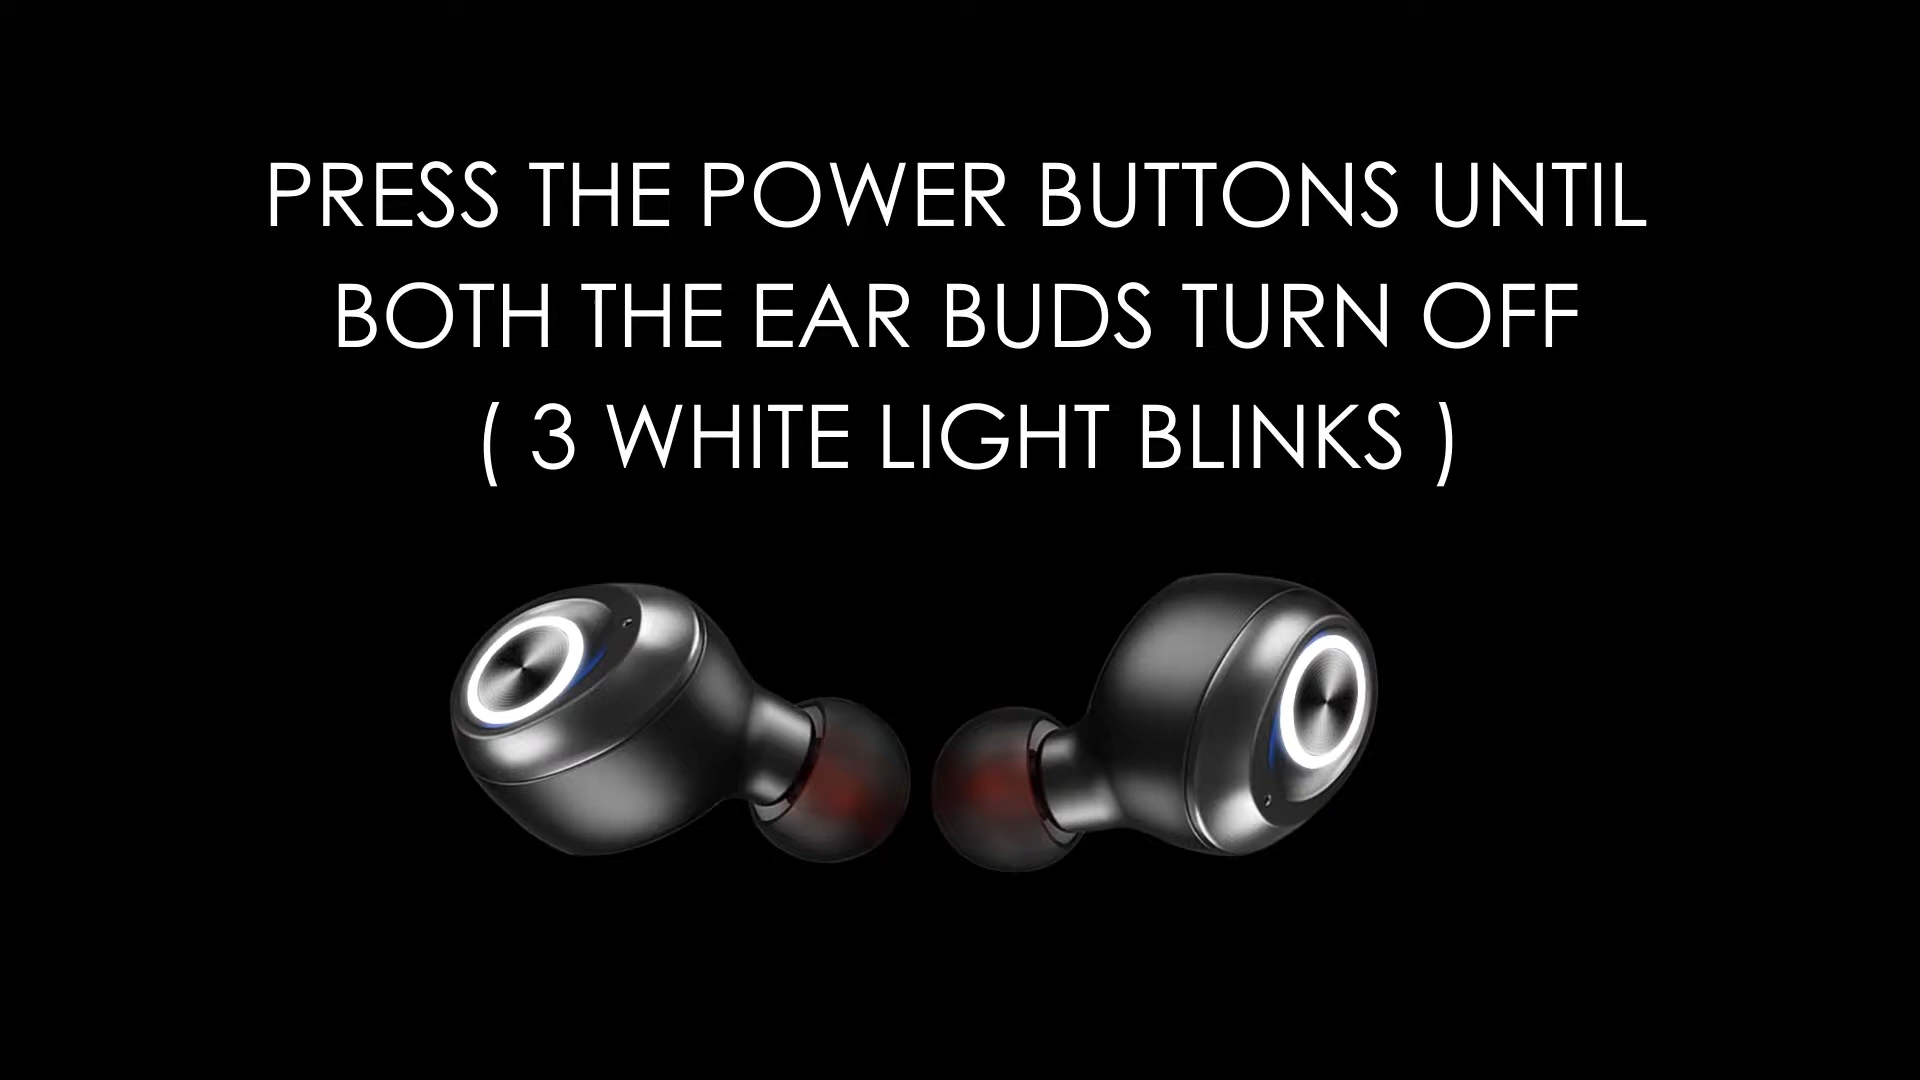 PRESS THE POWER BUTTONS UNTIL
BOTH THE EAR BUDS TURN OFF
( 3 WHITE LIGHT BLINKS )